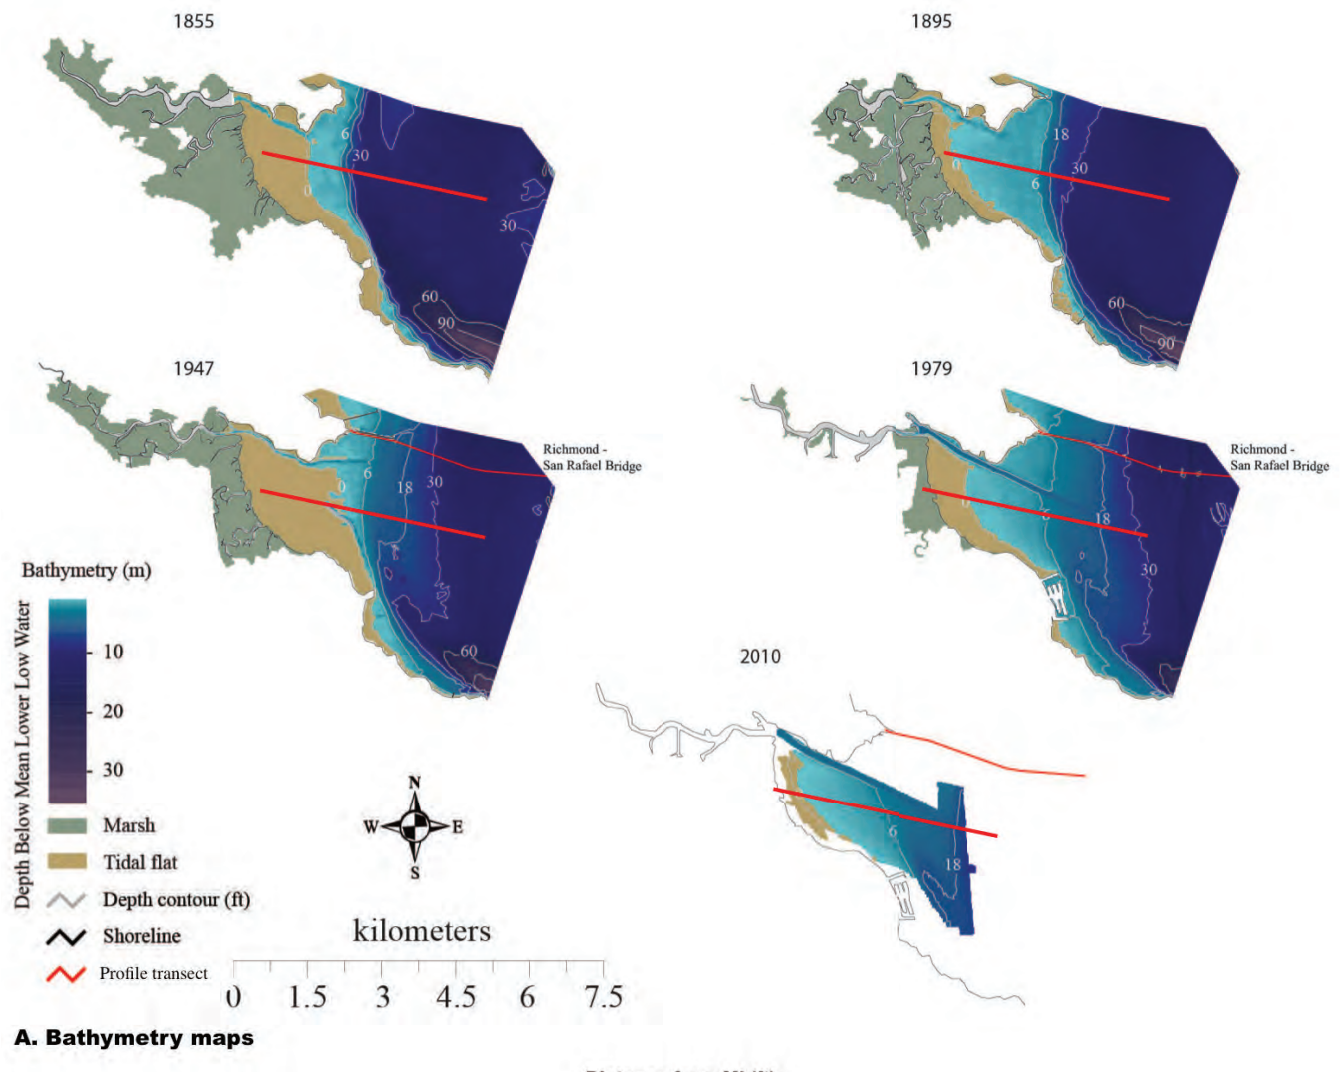 1855
1895
6
30
0
30
60
90
18
30
0
6
60
90
1947
1979
Richmond -
San Rafael Bridge
0
6
18
30
60
Richmond -
San Rafael Bridge
0
6
18
30
Bathymetry (m)
Depth Below Mean Lower Low Water
10
20
30
Marsh
Tidal flat
Depth contour (ft)
Shoreline
Profile transect
N
W
E
S
2010
6
18
kilometers
0 1.5 3 4.5 6 7.5
A. Bathymetry maps